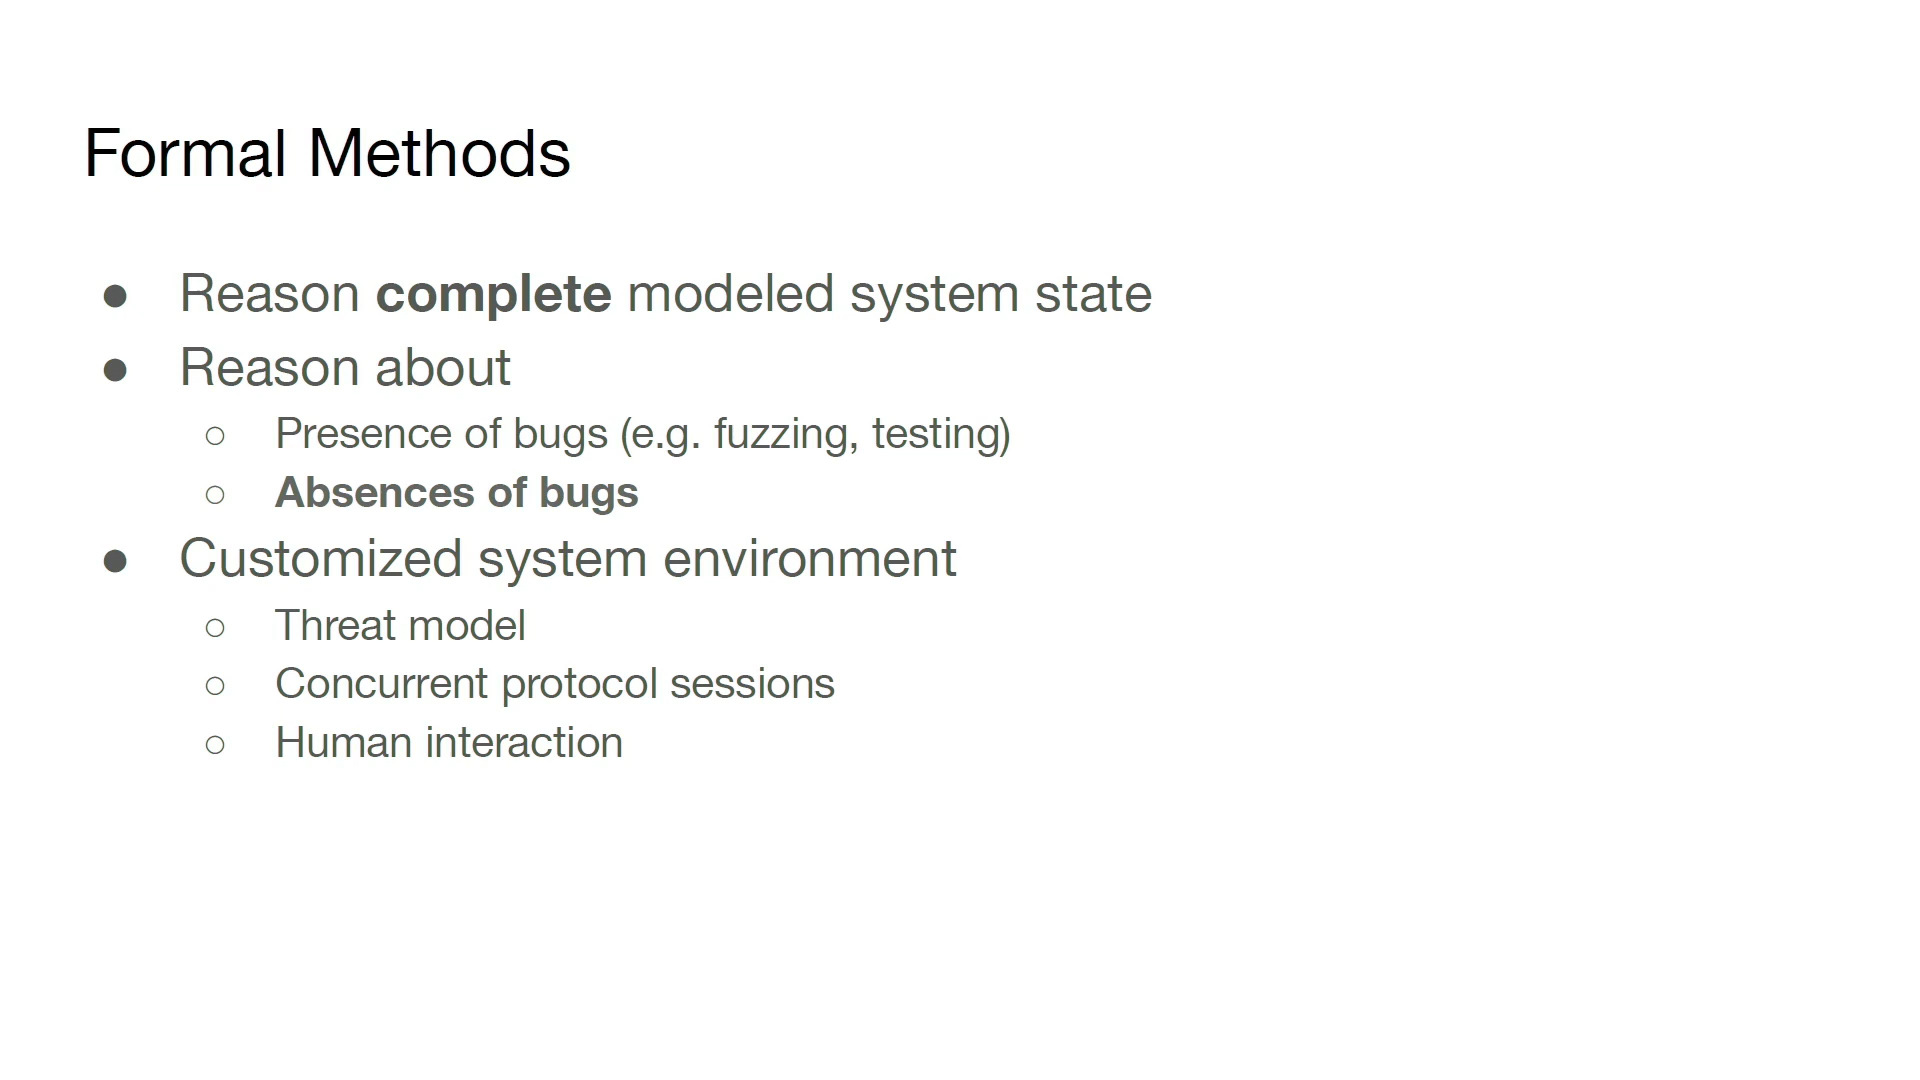 Formal Methods
● Reason complete modeled system state
● Reason about
○ Presence of bugs (e.g. fuzzing, testing)
○ Absences of bugs
● Customized system environment
○ Threat model
○ Concurrent protocol sessions
○ Human interaction